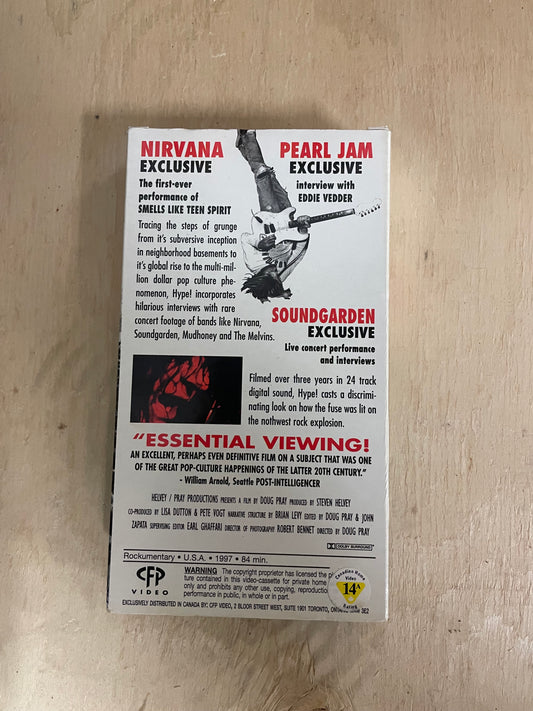 NIRVANA
EXCLUSIVE
The first-ever
performance of
SMELLS LIKE TEEN SPIRIT
PEARL JAM
EXCLUSIVE
interview with
EDDIE VEDDER
Tracing the steps of grunge
from it's subversive inception
in neighborhood basements to
it's global rise to the multi-mil-
lion dollar pop culture phe-
nomenon, Hype! incorporates
hilarious interviews with rare
concert footage of bands like Nirvana,
Soundgarden, Mudhoney and The Melvins.
SOUNDGARDEN
EXCLUSIVE
Live concert performance
and interviews
Filmed over three years in 24 track
digital sound, Hype! casts a discrimi-
nating look on how the fuse was lit on
the nothwest rock explosion.
"ESSENTIAL VIEWING!
AN EXCELLENT, PERHAPS EVEN DEFINITIVE FILM ON A SUBJECT THAT WAS ONE
OF THE GREAT POP-CULTURE HAPPENINGS OF THE LATTER 20TH CENTURY."
- William Arnold, Seattle POST-INTELLIGENCER
HELVEY / PRAY PRODUCTIONS PRESENTS A FILM BY DOUG PRAY PRODUCED BY STEVEN HELVEY
CO-PRODUCED BY LISA DUTTON & PETE VOGT NARRATIVE STRUCTURE BY BRIAN LEVY EDITED BY DOUG PRAY & JOHN
ZAPATA SUPERVISING EDITOR EARL GHAFFARI DIRECTOR OF PHOTOGRAPHY ROBERT BENNET DIRECTED BY DOUG PRAY
DOLBY SURROUND
Rockumentary • U.S.A. • 1997 • 84 min.
CFP
VIDEO
WARNING The copyright proprietor has licensed the
ture contained in this video-cassette for private home
only and prohibits any other use, copying, reproduction
performance in public, in whole or in part.
EXCLUSIVELY DISTRIBUTED IN CANADA BY: CFP VIDEO, 2 BLOOR STREET WEST, SUITE 1901 TORONTO, 3E2
Canadian Home
Video
14A
Rating